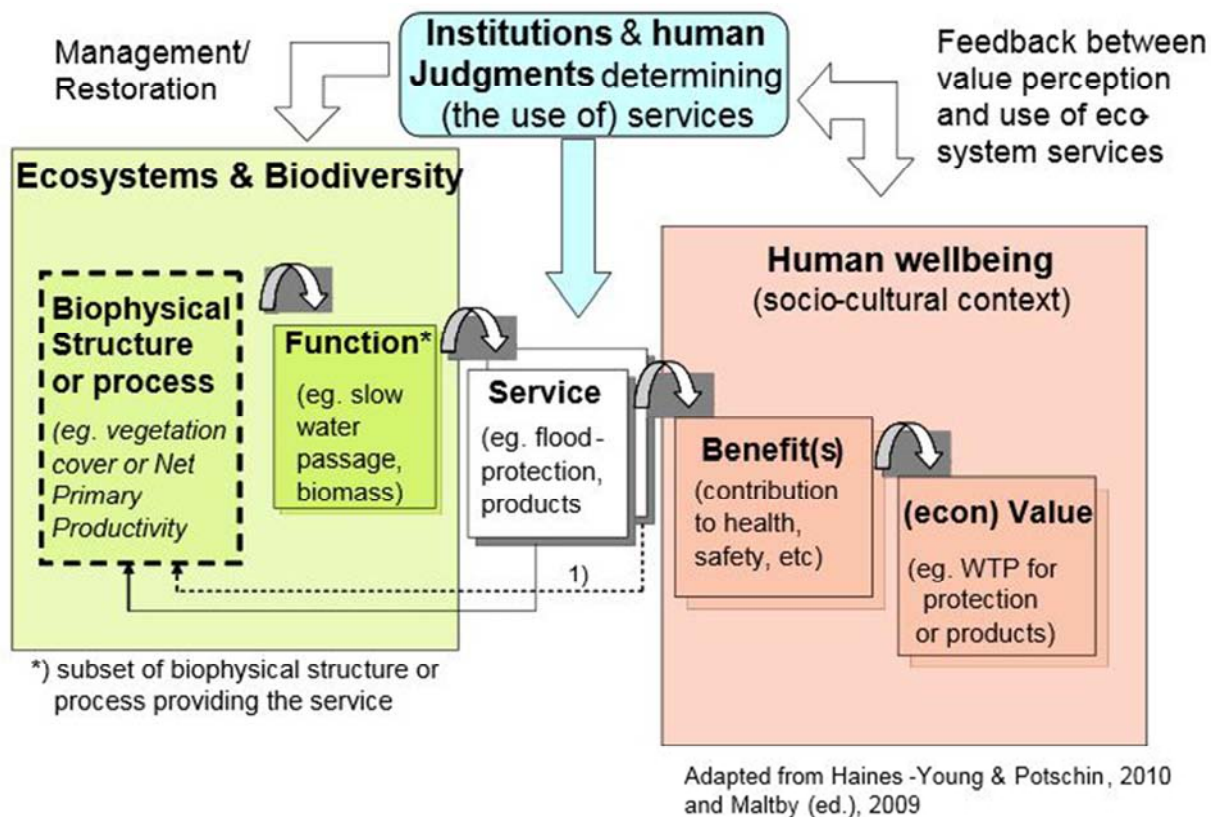 Management/
Restoration
Institutions & human
Judgments determining
(the use of) services
Feedback between
value perception
and use of eco-
system services
Ecosystems & Biodiversity
Biophysical
Structure
or process
(eg. vegetation
cover or Net
Primary
Productivity
Function*
(eg. slow
water
passage,
biomass)
Service
(eg. flood-
protection,
products
Human wellbeing
(socio-cultural context)
Benefit(s)
(contribution
to health,
safety, etc)
(econ) Value
(eg. WTP for
protection
or products)
1)
*) subset of biophysical structure or
process providing the service
Adapted from Haines -Young & Potschin, 2010
and Maltby (ed.), 2009